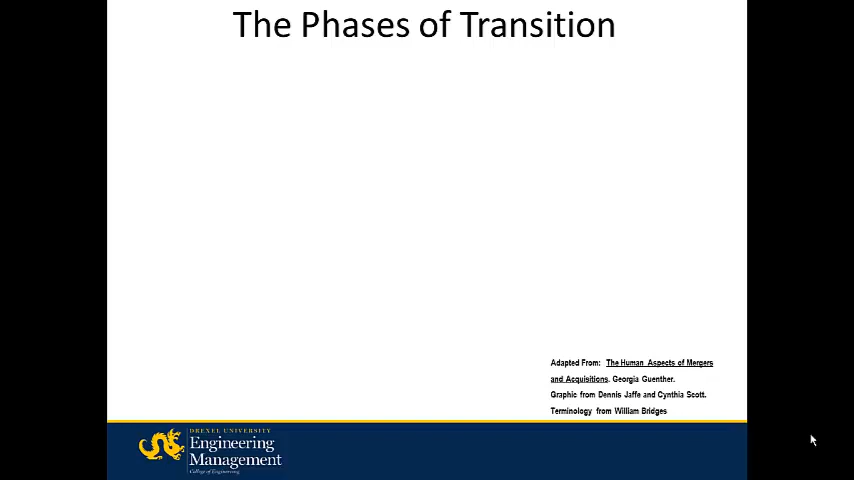 The Phases of Transition
Adapted From: The Human Aspects of Mergers
and Acquisitions. Georgia Guenther.
Graphic from Dennis Jaffe and Cynthia Scott.
Terminology from William Bridges
DREXEL UNIVERSITY
Engineering
Management
College of Engineering